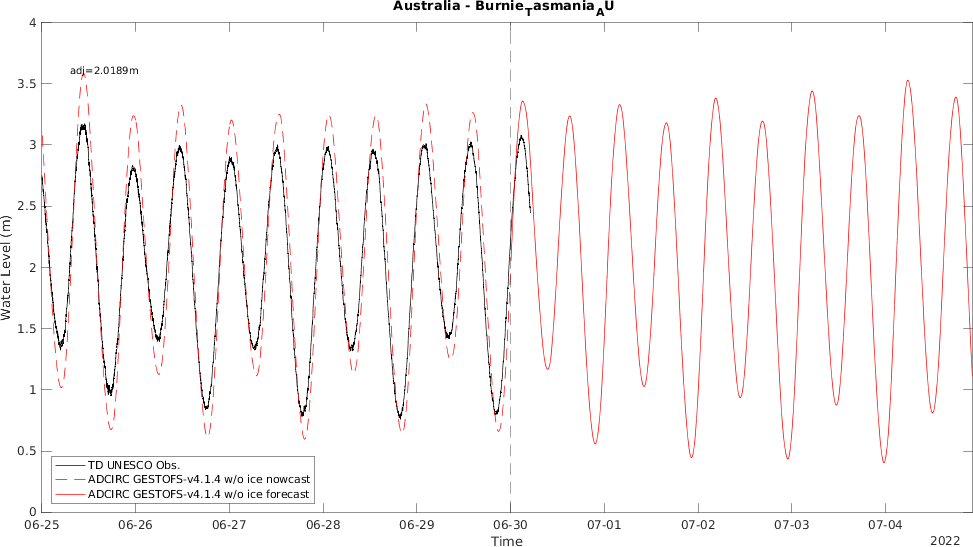 Australia - Burnie_Tasmania_AU
4
adj=2.0189m
3.5
3
2.5
Water Level (m)
2
1.5
1
0.5
TD UNESCO Obs.
ADCIRC GESTOFS-v4.1.4 w/o ice nowcast
ADCIRC GESTOFS-v4.1.4 w/o ice forecast
0
06-25 06-26 06-27 06-28 06-29 06-30 07-01 07-02 07-03 07-04
Time
2022